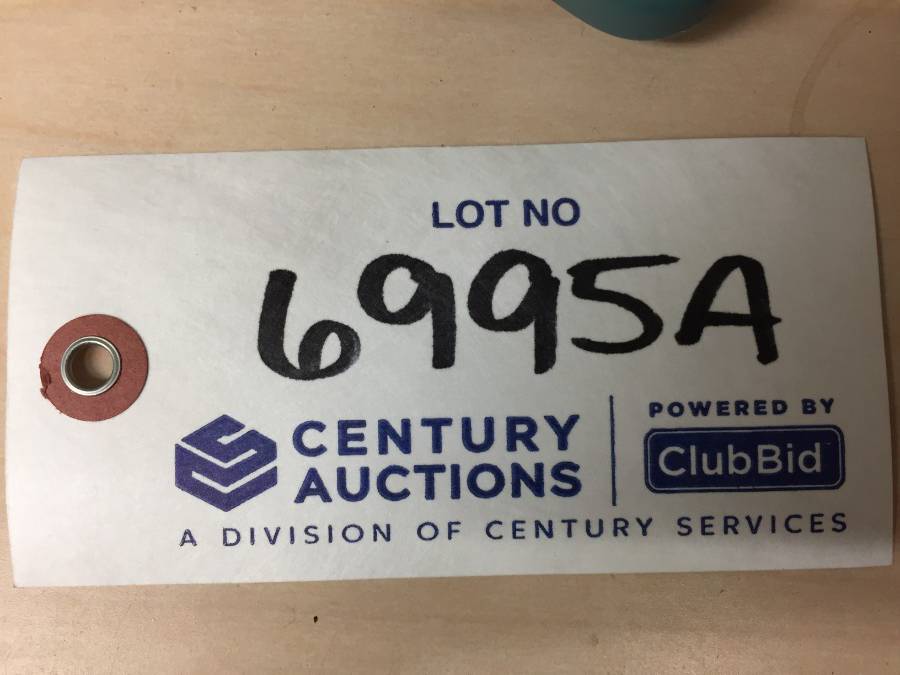 LOT NO
6995A
CENTURY
AUCTIONS
POWERED BY
ClubBid
A DIVISION OF CENTURY SERVICES